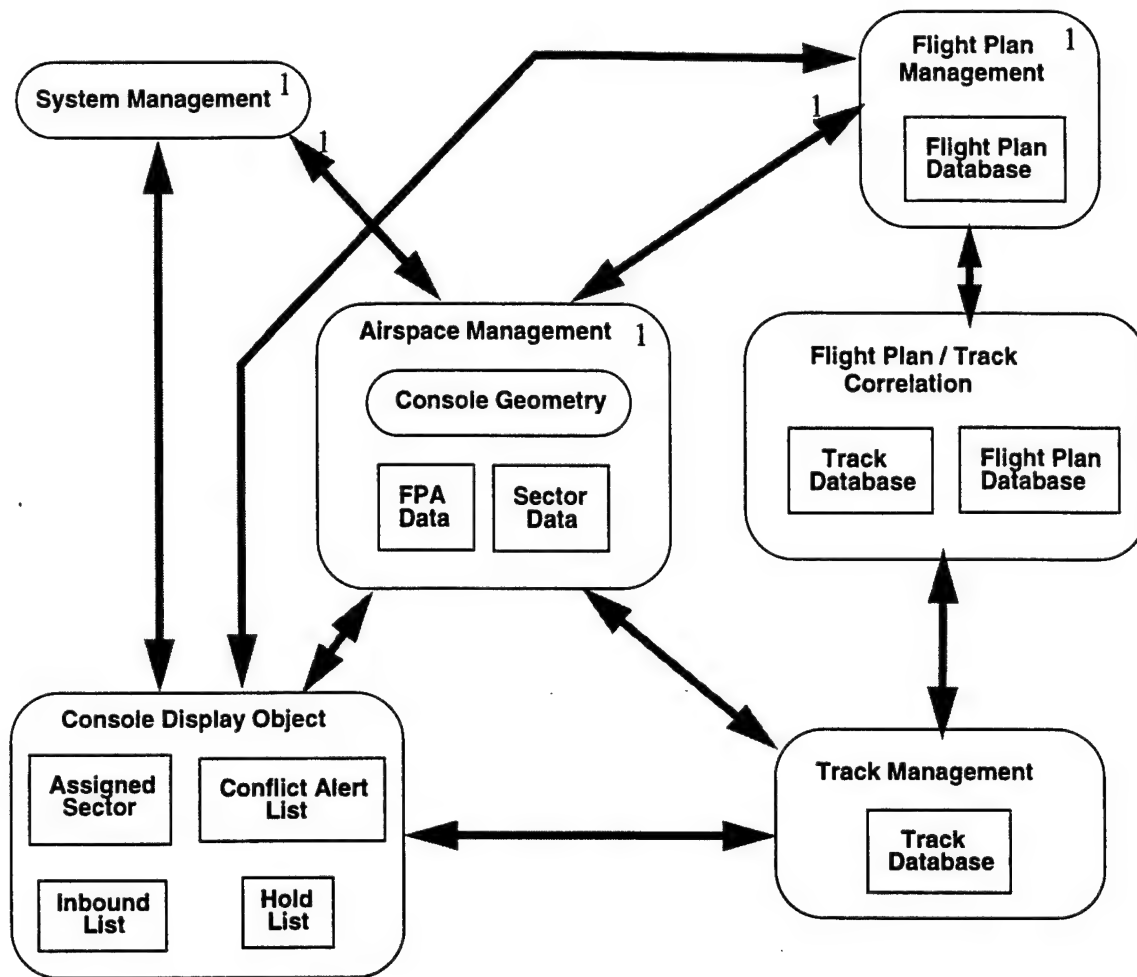 Flight Plan 1
Management
System Management 1
1
1
Flight Plan
Database
Airspace Management 1
Flight Plan / Track
Correlation
Console Geometry
Track
Database
Flight Plan
Database
FPA
Data
Sector
Data
Console Display Object
Assigned
Sector
Conflict Alert
List
Track Management
Track
Database
Inbound
List
Hold
List